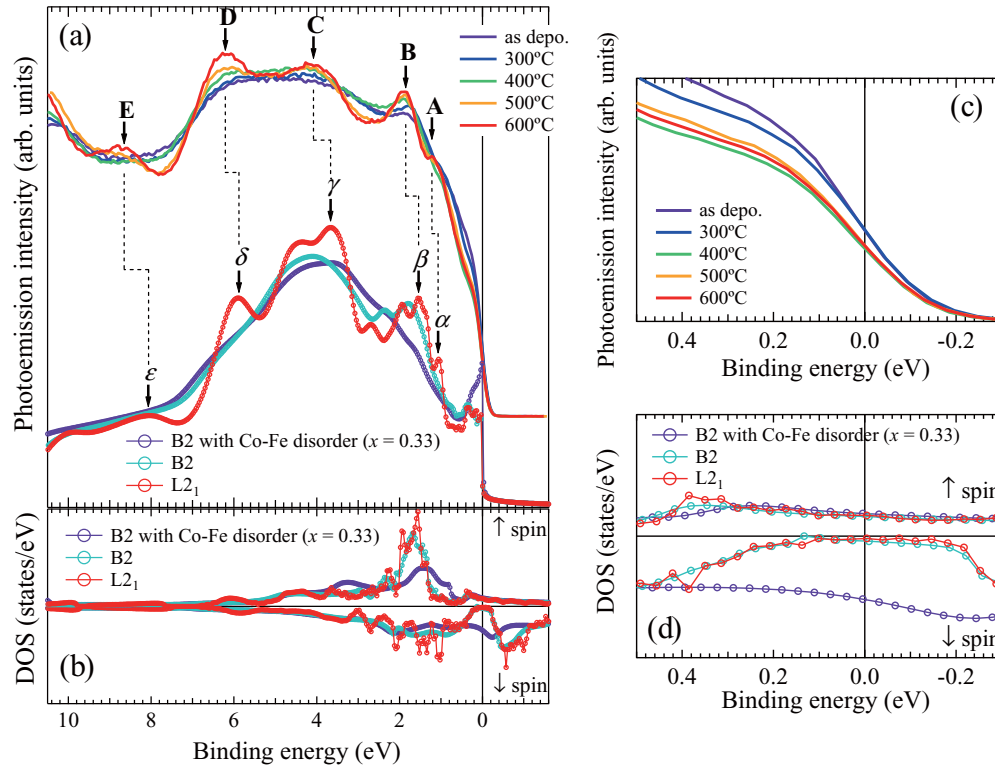 (a)
Photoemission intensity (arb. units)
E
D
C
B
A
as depo.
300ºC
400ºC
500ºC
600ºC
ε
δ
γ
β
α
B2 with Co-Fe disorder (x = 0.33)
B2
L2₁
(b)
DOS (states/eV)
B2 with Co-Fe disorder (x = 0.33)
B2
L2₁
↑ spin
↓ spin
10 8 6 4 2 0
Binding energy (eV)
(c)
Photoemission intensity (arb. units)
as depo.
300ºC
400ºC
500ºC
600ºC
0.4 0.2 0.0 -0.2
Binding energy (eV)
(d)
DOS (states/eV)
B2 with Co-Fe disorder (x = 0.33)
B2
L2₁
↑ spin
↓ spin
0.4 0.2 0.0 -0.2
Binding energy (eV)